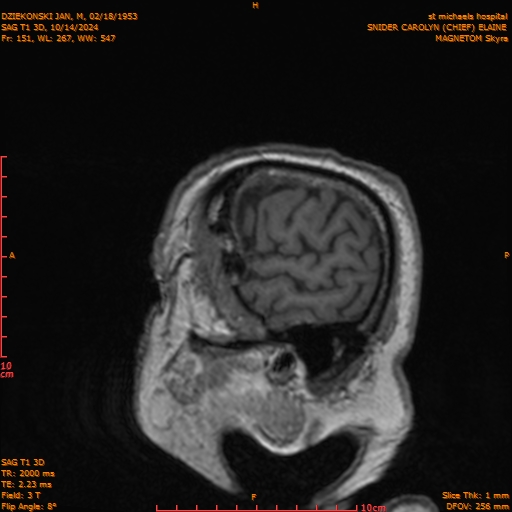 H
DZIEKONSKI JAN, M, 02/18/1953
SAG T1 3D, 10/14/2024
Fr: 151, WL: 267, WW: 547
st michaels hospital
SNIDER CAROLYN (CHIEF) ELAINE
MAGNETOM Skyra
A
P
10
cm
SAG T1 3D
TR: 2000 ms
TE: 2.23 ms
Field: 3 T
Flip Angle: 8°
F
10cm
Slice Thk: 1 mm
DFOV: 256 mm